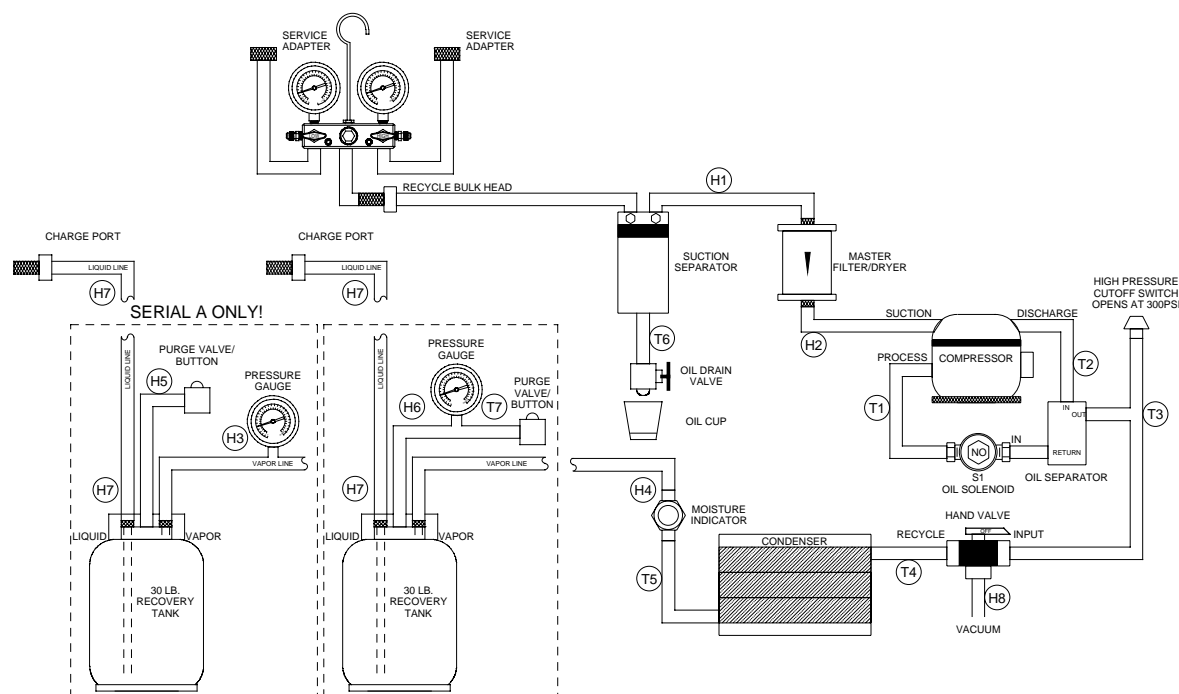 SERVICE
ADAPTER
SERVICE
ADAPTER
RECYCLE BULK HEAD
H1
CHARGE PORT
LIQUID LINE
H7
CHARGE PORT
LIQUID LINE
H7
SUCTION
SEPARATOR
MASTER
FILTER/DRYER
HIGH PRESSURE
CUTOFF SWITCH
OPENS AT 300PSI
SERIAL A ONLY!
SUCTION
DISCHARGE
H2
T6
COMPRESSOR
PROCESS
T2
T1
T3
IN
OUT
RETURN
OIL SEPARATOR
IN
NO
S1
OIL SOLENOID
OIL DRAIN
VALVE
OIL CUP
LIQUID LINE
PURGE VALVE/
BUTTON
H5
PRESSURE
GAUGE
H3
VAPOR LINE
H7
LIQUID
VAPOR
30 LB.
RECOVERY
TANK
LIQUID LINE
PRESSURE
GAUGE
H6
T7
PURGE
VALVE/
BUTTON
VAPOR LINE
H7
LIQUID
VAPOR
30 LB.
RECOVERY
TANK
H4
MOISTURE
INDICATOR
T5
CONDENSER
RECYCLE
T4
HAND VALVE
OFF
INPUT
H8
VACUUM